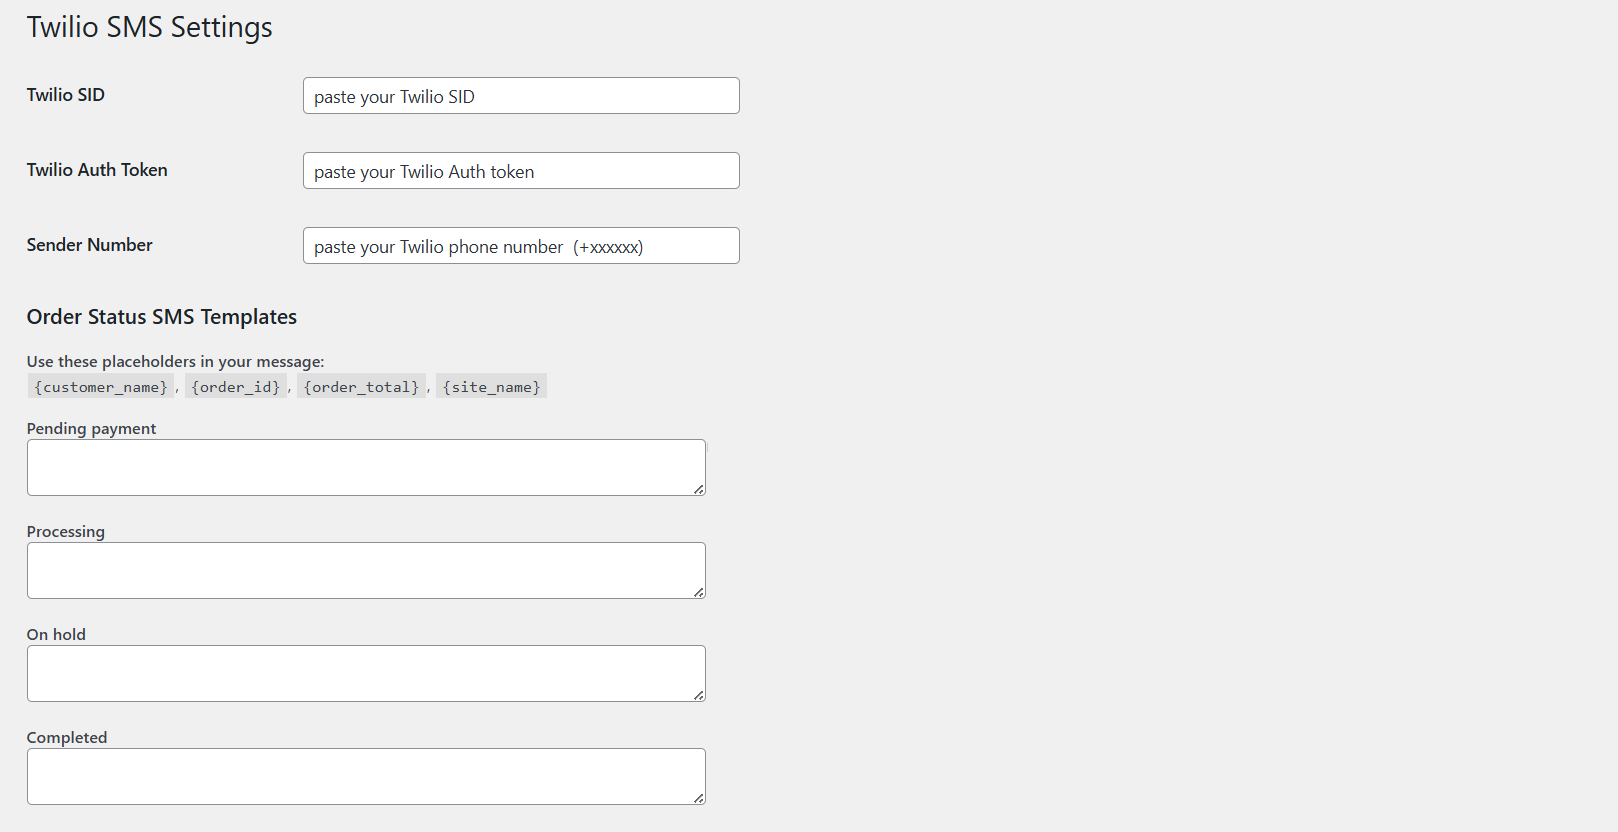 Twilio SMS Settings
Twilio SID
paste your Twilio SID
Twilio Auth Token
paste your Twilio Auth token
Sender Number
paste your Twilio phone number  (+xxxxxx)
Order Status SMS Templates
Use these placeholders in your message:
{customer_name}, {order_id}, {order_total}, {site_name}
Pending payment
Processing
On hold
Completed